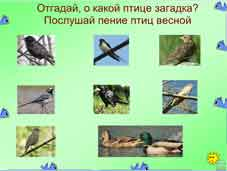 Отгадай, о какой птице загадка?
Послушай пение птиц весной